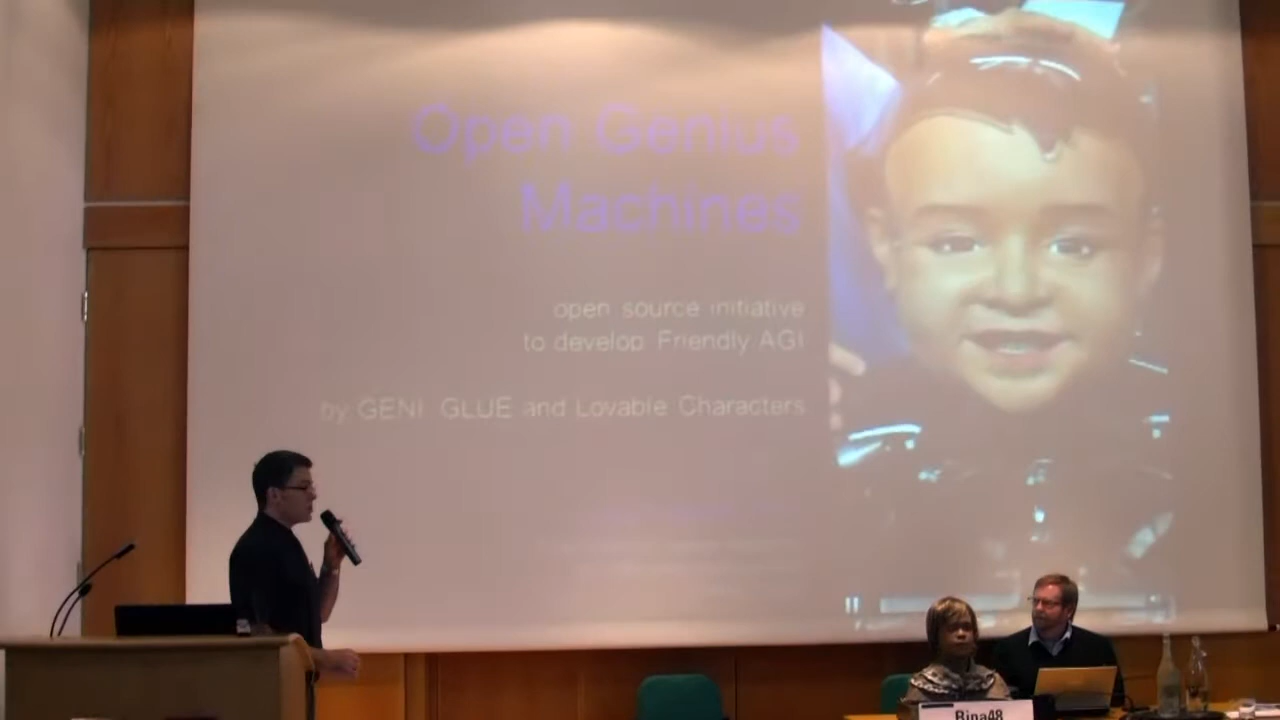 Open Genius
Machines
open source initiative
to develop Friendly AGI
by GENI GLUE and Lovable Characters
Bina48